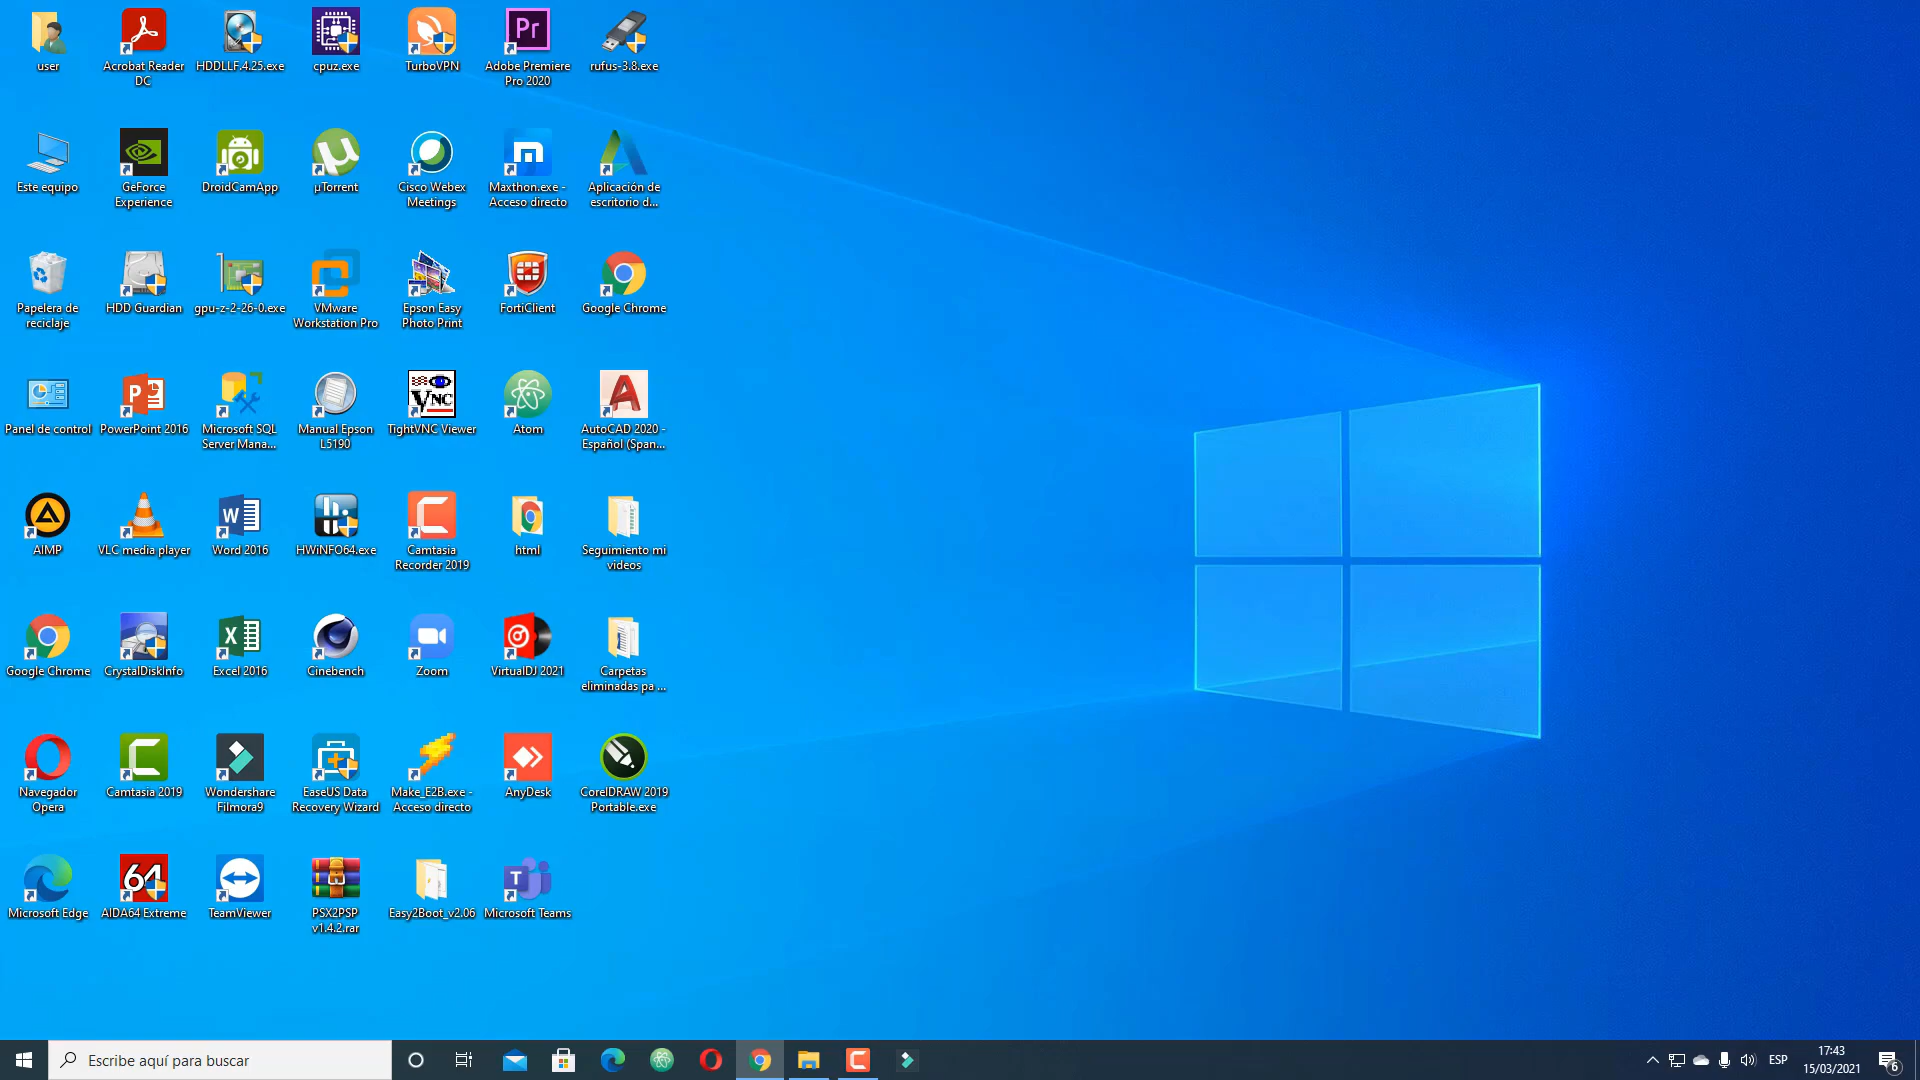 user
Acrobat Reader
DC
HDDLLF.4.25.exe
cpuz.exe
TurboVPN
Pr
Adobe Premiere
Pro 2020
rufus-3.8.exe
Este equipo
GeForce
Experience
DroidCamApp
µTorrent
Cisco Webex
Meetings
Maxthon.exe -
Acceso directo
Aplicación de
escritorio d...
Papelera de
reciclaje
HDD Guardian
gpu-z-2-26-0.exe
VMware
Workstation Pro
Epson Easy
Photo Print
FortiClient
Google Chrome
Panel de control
PowerPoint 2016
Microsoft SQL
Server Mana...
Manual Epson
L5190
VNC
TightVNC Viewer
Atom
AutoCAD 2020 -
Español (Span...
AIMP
VLC media player
Word 2016
HWiNFO64.exe
Camtasia
Recorder 2019
html
Seguimiento mi
videos
Google Chrome
CrystalDiskInfo
Excel 2016
Cinebench
Zoom
VirtualDJ 2021
Carpetas
eliminadas pa ...
Navegador
Opera
Camtasia 2019
Wondershare
Filmora9
EaseUS Data
Recovery Wizard
Make_E2B.exe -
Acceso directo
AnyDesk
CorelDRAW 2019
Portable.exe
Microsoft Edge
64
AIDA64 Extreme
TeamViewer
PSX2PSP
v1.4.2.rar
Easy2Boot_v2.06
Microsoft Teams
Escribe aquí para buscar
ESP
17:43
15/03/2021
6